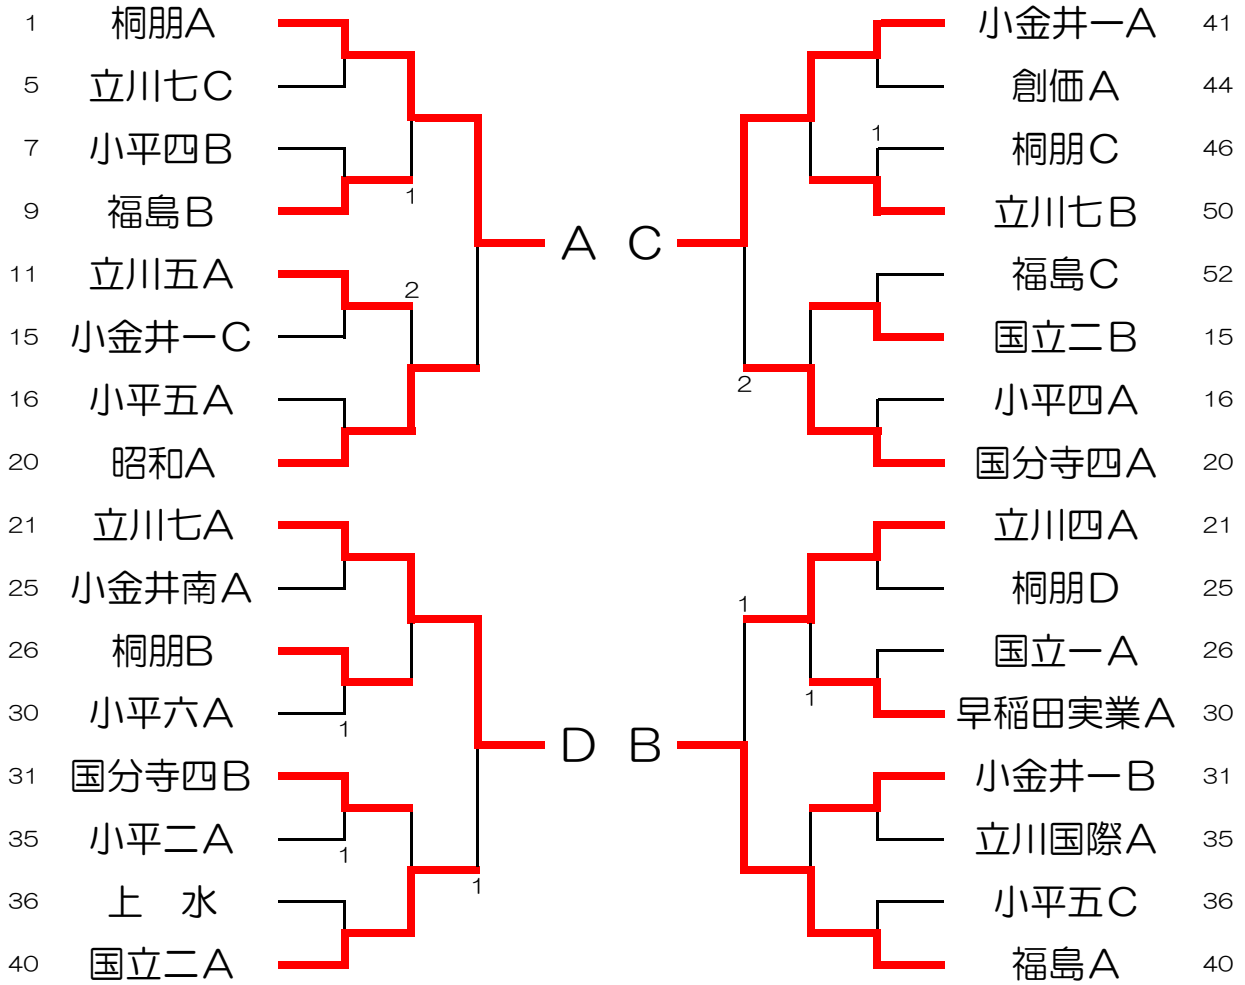 1 桐朋A 小金井一A 41
5 立川七C 創価A 44
1
7 小平四B 桐朋C 46
1
9 福島B 立川七B 50
A C
11 立川五A 福島C 52
2
15 小金井一C 国立二B 15
2
16 小平五A 小平四A 16
20 昭和A 国分寺四A 20
21 立川七A 立川四A 21
25 小金井南A 桐朋D 25
1
26 桐朋B 国立一A 26
1
30 小平六A 早稲田実業A 30
1
D B
31 国分寺四B 小金井一B 31
35 小平二A 立川国際A 35
1
1
36 上　水 小平五C 36
40 国立二A 福島A 40